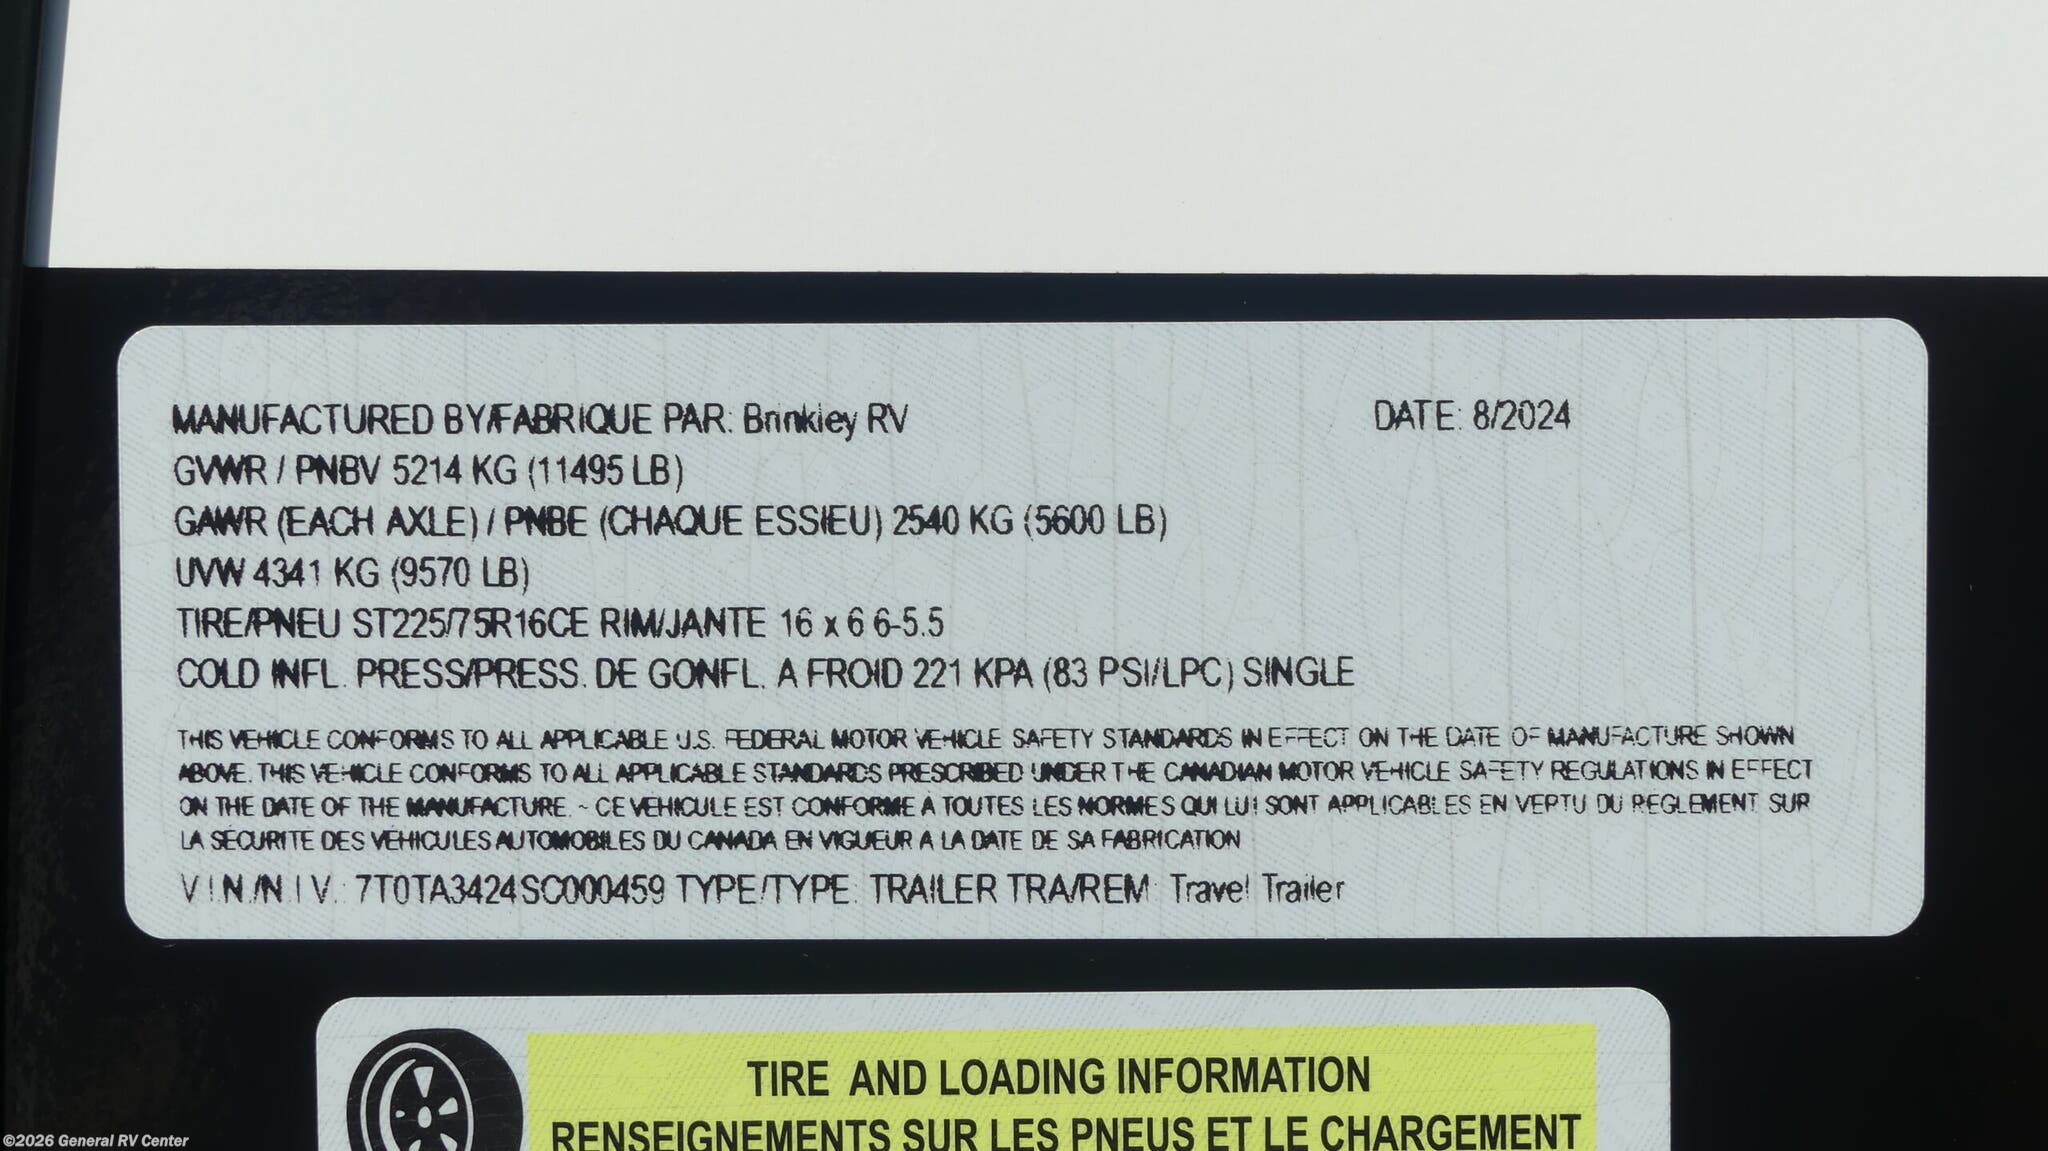 MANUFACTURED BY/FABRIQUE PAR: Brinkley RV DATE: 8/2024
GVWR / PNBV 5214 KG (11495 LB)
GAWR (EACH AXLE) / PNBE (CHAQUE ESSIEU) 2540 KG (5600 LB)
UVW 4341 KG (9570 LB)
TIRE/PNEU ST225/75R16CE RIM/JANTE 16 x 6 6-5.5
COLD INFL. PRESS/PRESS. DE GONFL. A FROID 221 KPA (83 PSI/LPC) SINGLE
THIS VEHICLE CONFORMS TO ALL APPLICABLE U.S. FEDERAL MOTOR VEHICLE SAFETY STANDARDS IN EFFECT ON THE DATE OF MANUFACTURE SHOWN
ABOVE. THIS VEHICLE CONFORMS TO ALL APPLICABLE STANDARDS PRESCRIBED UNDER THE CANADIAN MOTOR VEHICLE SAFETY REGULATIONS IN EFFECT
ON THE DATE OF THE MANUFACTURE. ~ CE VEHICULE EST CONFORME À TOUTES LES NORMES QUI LUI SONT APPLICABLES EN VERTU DU REGLEMENT SUR
LA SÉCURITÉ DES VÉHICULES AUTOMOBILES DU CANADA EN VIGUEUR A LA DATE DE SA FABRICATION
V.I.N./N.I.V.: 7T0TA3424SC000459 TYPE/TYPE: TRAILER TRA/REM: Travel Trailer
TIRE AND LOADING INFORMATION
RENSEIGNEMENTS SUR LES PNEUS ET LE CHARGEMENT
©2026 General RV Center